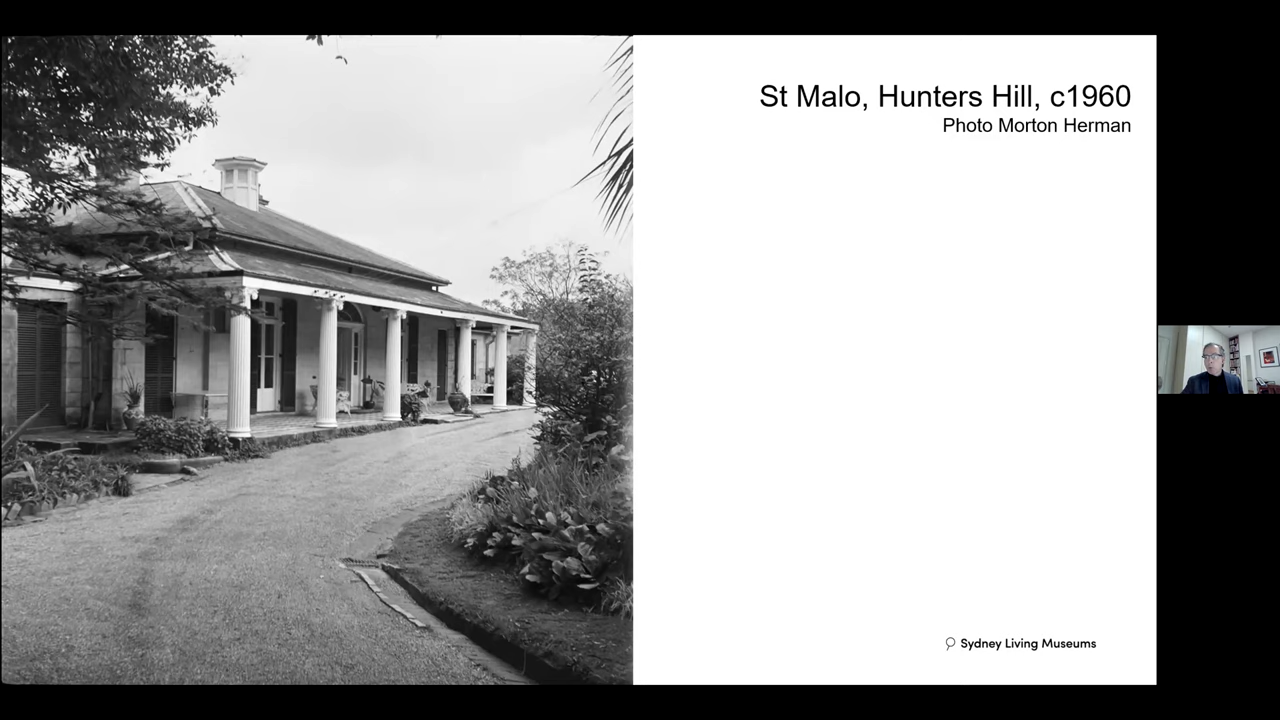 St Malo, Hunters Hill, c1960
Photo Morton Herman
Sydney Living Museums